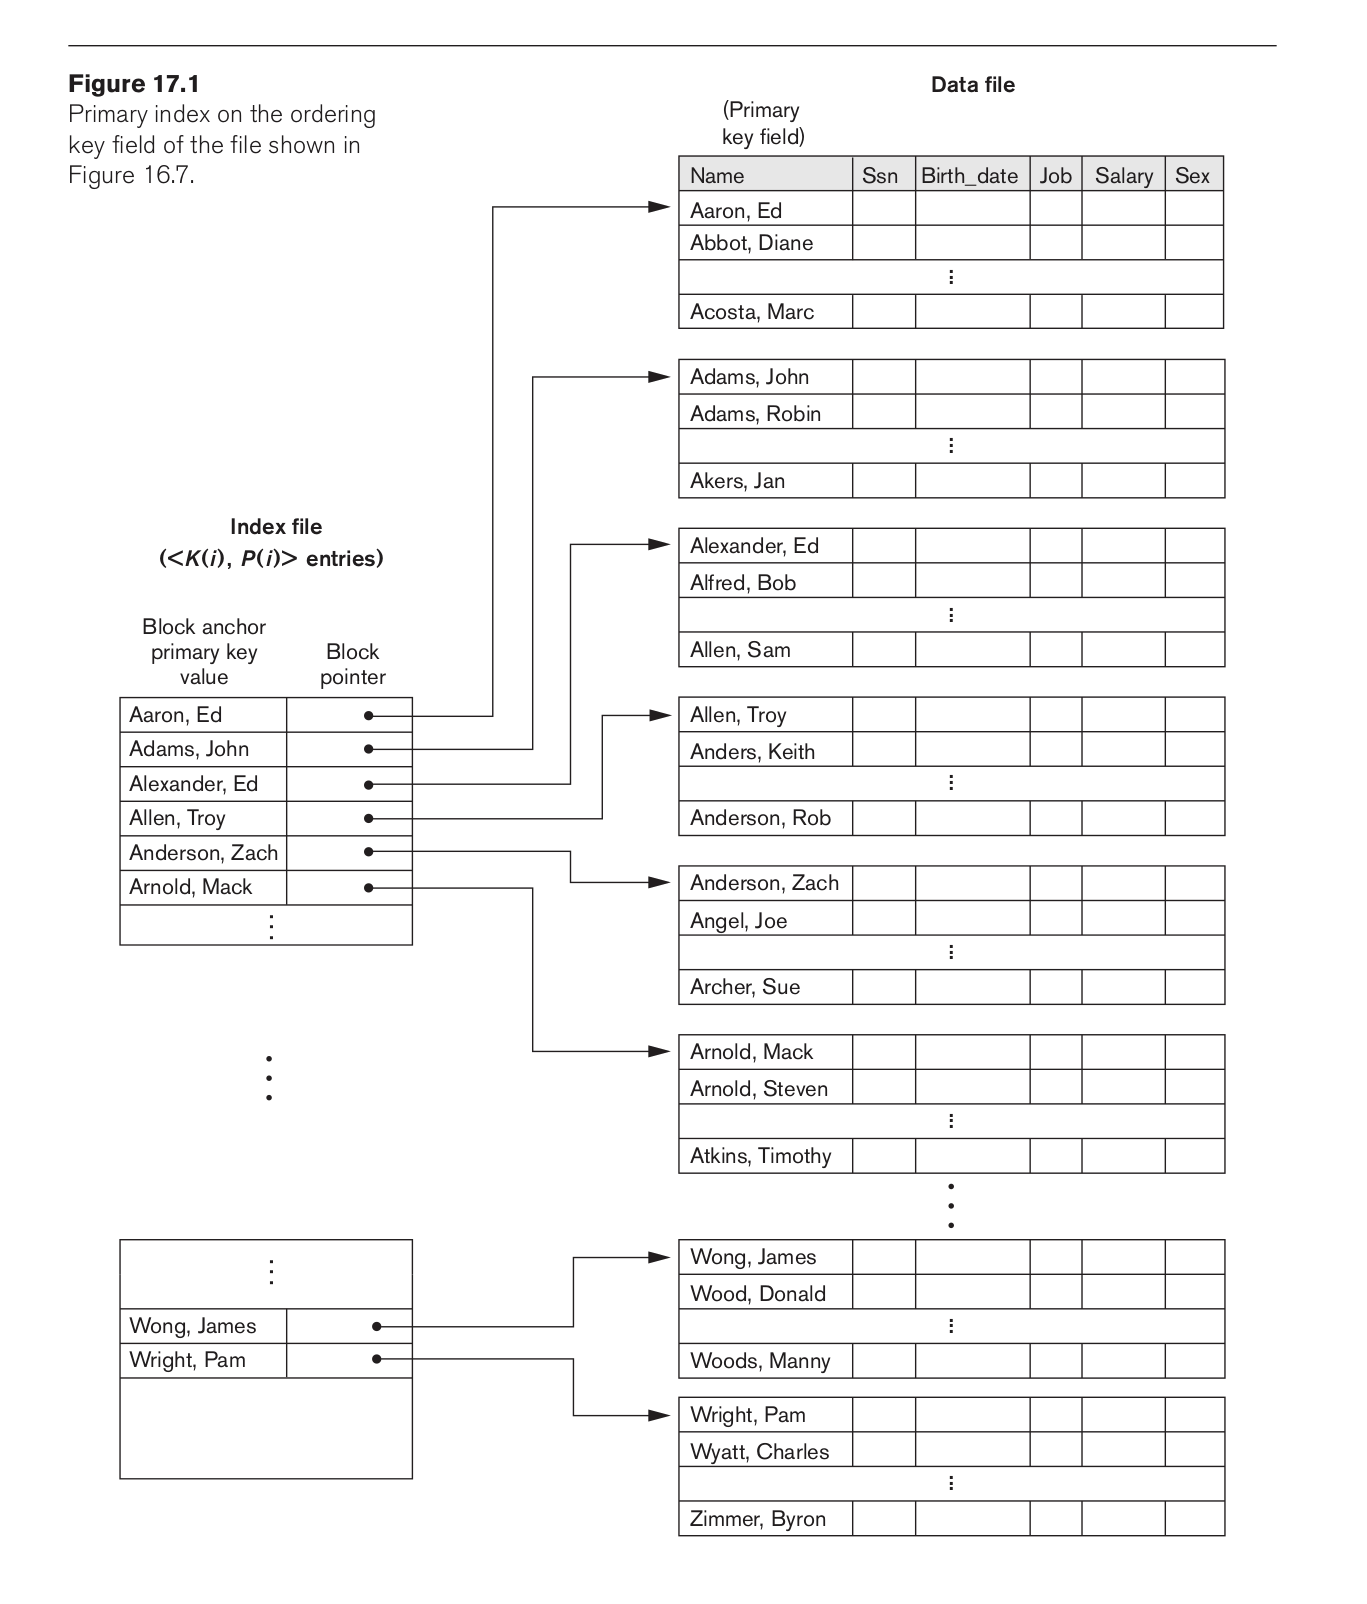 Figure 17.1
Primary index on the ordering
key field of the file shown in
Figure 16.7.
Data file
(Primary
key field)
Name Ssn Birth_date Job Salary Sex
Aaron, Ed
Abbot, Diane
Acosta, Marc
Adams, John
Adams, Robin
Akers, Jan
Alexander, Ed
Alfred, Bob
Allen, Sam
Allen, Troy
Anders, Keith
Anderson, Rob
Anderson, Zach
Angel, Joe
Archer, Sue
Arnold, Mack
Arnold, Steven
Atkins, Timothy
Wong, James
Wood, Donald
Woods, Manny
Wright, Pam
Wyatt, Charles
Zimmer, Byron
Index file
(<K(i), P(i)> entries)
Block anchor
primary key
value
Block
pointer
Aaron, Ed
Adams, John
Alexander, Ed
Allen, Troy
Anderson, Zach
Arnold, Mack
Wong, James
Wright, Pam